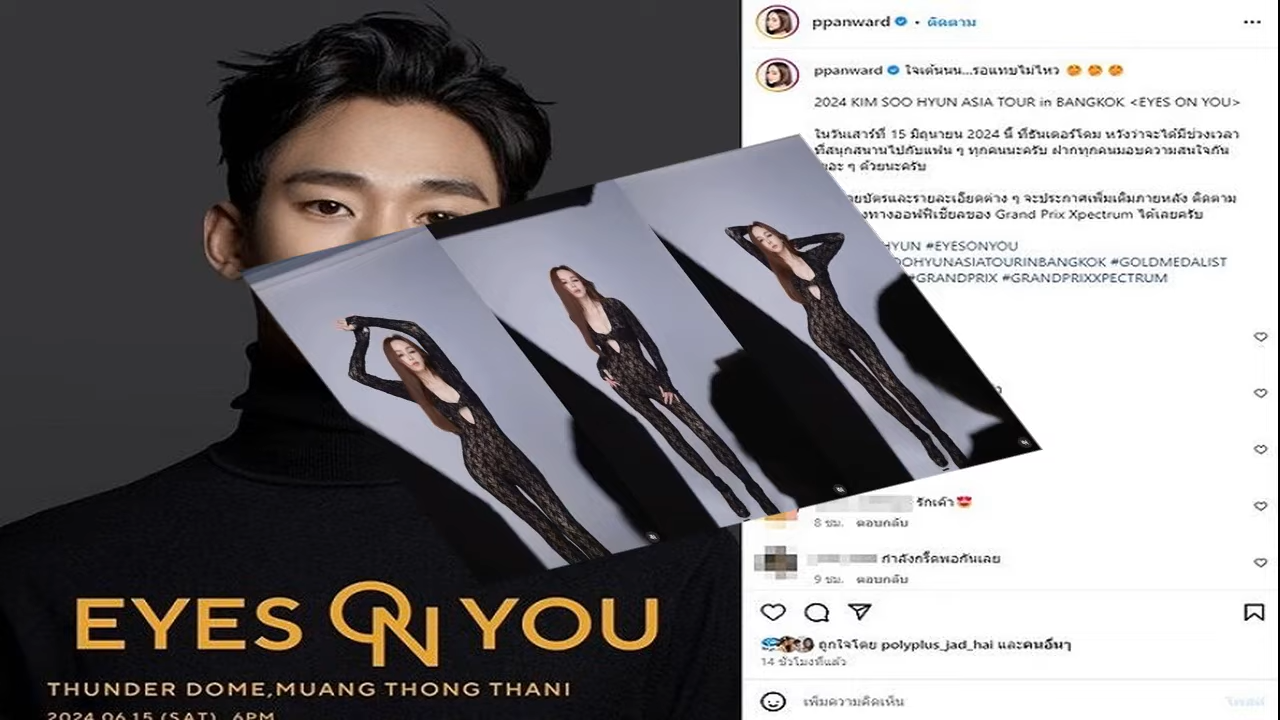 EYES ON YOU
THUNDER DOME,MUANG THONG THANI
2024.06.15 (SAT) 6PM
ppanward • ติดตาม
ppanward ใจเต้นนน...รอแทบไม่ไหว
2024 KIM SOO HYUN ASIA TOUR in BANGKOK <EYES ON YOU>
ในวันเสาร์ที่ 15 มิถุนายน 2024 นี้ ที่ธันเดอร์โดม หวังว่าจะได้มีช่วงเวลา
ที่สนุกสนานไปกับแฟน ๆ ทุกคนนะครับ ฝากทุกคนมอบความสนใจกัน
ๆ ด้วยนะครับ
บัตรและรายละเอียดต่าง ๆ จะประกาศเพิ่มเติมภายหลัง ติดตาม
ทางออฟฟิเชียลของ Grand Prix Xpectrum ได้เลยครับ
HYUN #EYESONYOU
OOHYUNASIATOURINBANGKOK #GOLDMEDALIST
#GRANDPRIX #GRANDPRIXXPECTRUM
รักเค้า
8 ชม. ตอบกลับ
กำลังกรี๊ดพอกันเลย
9 ชม. ตอบกลับ
ถูกใจโดย polyplus_jad_hai และคนอื่นๆ
14 ชั่วโมงที่แล้ว
เพิ่มความคิดเห็น
โพสต์